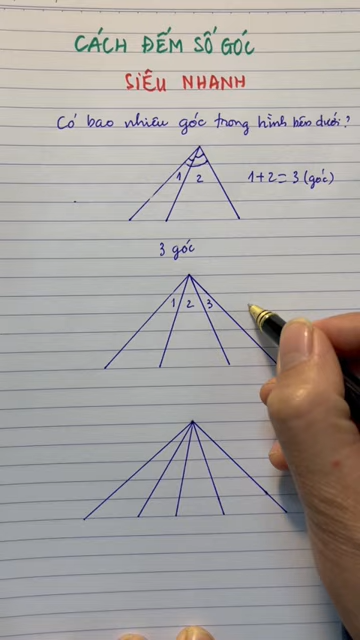 CÁCH ĐẾM SỐ GÓC
SIÊU NHANH
Có bao nhiêu góc trong hình bên dưới?
1 2 1+2=3 (góc)
3 góc
1 2 3